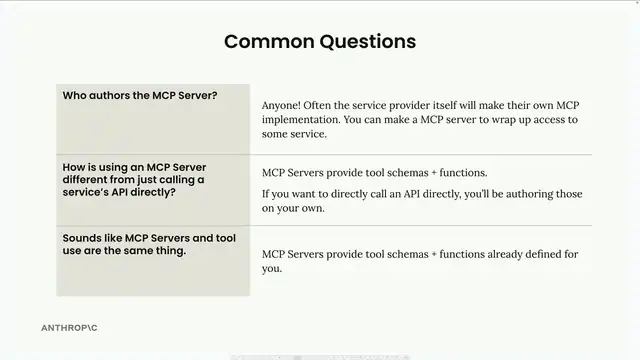 Common Questions
Who authors the MCP Server?
Anyone! Often the service provider itself will make their own MCP
implementation. You can make a MCP server to wrap up access to
some service.
How is using an MCP Server
different from just calling a
service's API directly?
MCP Servers provide tool schemas + functions.
If you want to directly call an API directly, you'll be authoring those
on your own.
Sounds like MCP Servers and tool
use are the same thing.
MCP Servers provide tool schemas + functions already defined for
you.
ANTHROP\C